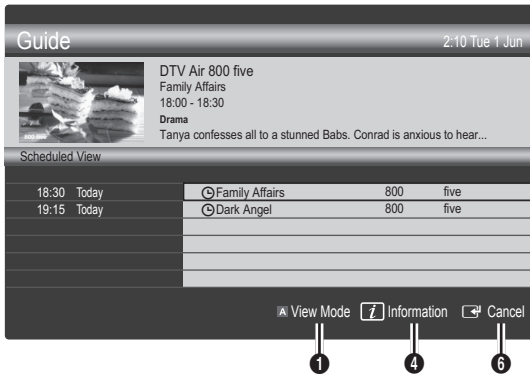 Guide
2:10 Tue 1 Jun
DTV Air 800 five
Family Affairs
18:00 - 18:30
Drama
Tanya confesses all to a stunned Babs. Conrad is anxious to hear...
Scheduled View
18:30 Today Family Affairs 800 five
19:15 Today Dark Angel 800 five
A View Mode i Information Cancel
1 4 6